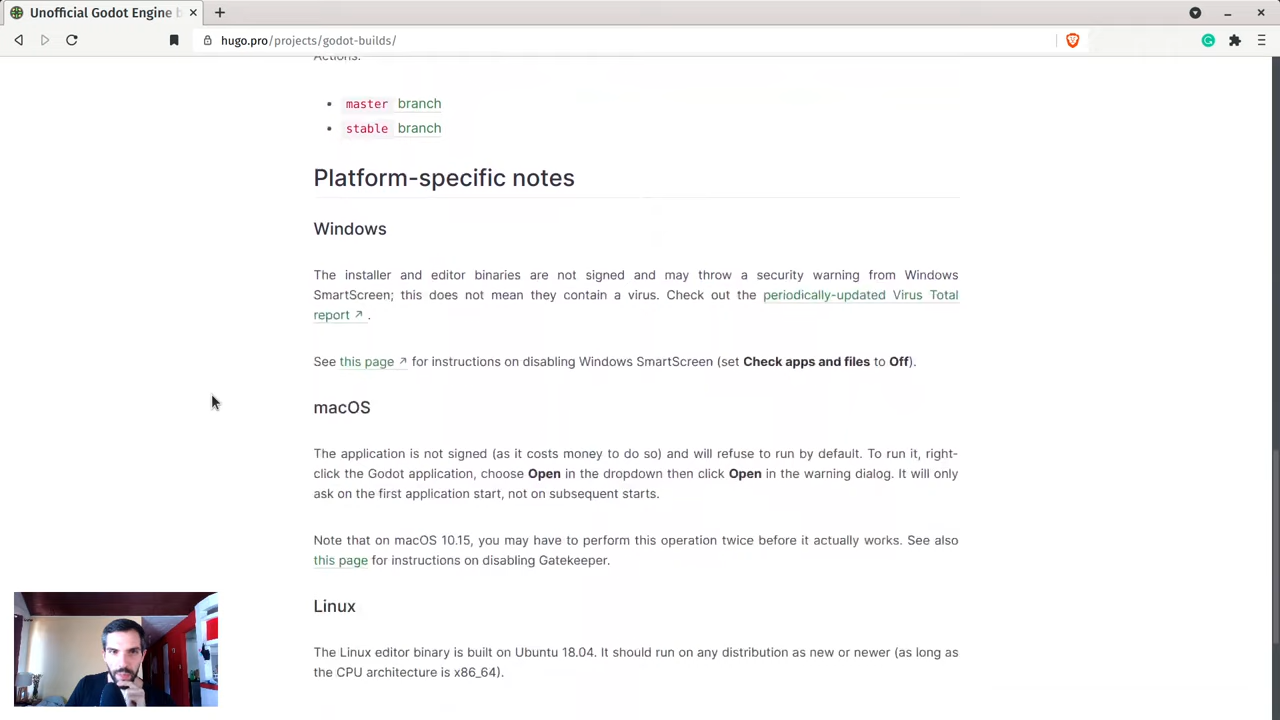 Unofficial Godot Engine b
hugo.pro/projects/godot-builds/
Actions:
master branch
stable branch
Platform-specific notes
Windows
The installer and editor binaries are not signed and may throw a security warning from Windows
SmartScreen; this does not mean they contain a virus. Check out the periodically-updated Virus Total
report ↗ .
See this page ↗ for instructions on disabling Windows SmartScreen (set Check apps and files to Off).
macOS
The application is not signed (as it costs money to do so) and will refuse to run by default. To run it, right-
click the Godot application, choose Open in the dropdown then click Open in the warning dialog. It will only
ask on the first application start, not on subsequent starts.
Note that on macOS 10.15, you may have to perform this operation twice before it actually works. See also
this page for instructions on disabling Gatekeeper.
Linux
The Linux editor binary is built on Ubuntu 18.04. It should run on any distribution as new or newer (as long as
the CPU architecture is x86_64).